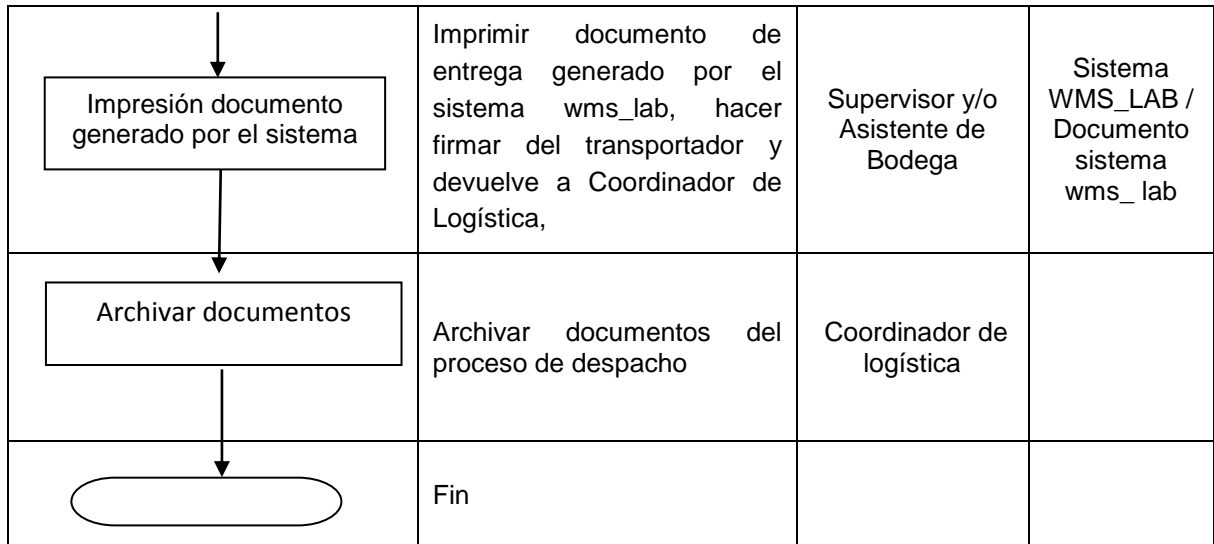 Impresión documento
generado por el sistema
Imprimir documento de
entrega generado por el
sistema wms_lab, hacer
firmar del transportador y
devuelve a Coordinador de
Logística,
Supervisor y/o
Asistente de
Bodega
Sistema
WMS_LAB /
Documento
sistema
wms_ lab
Archivar documentos
Archivar documentos del
proceso de despacho
Coordinador de
logística
Fin